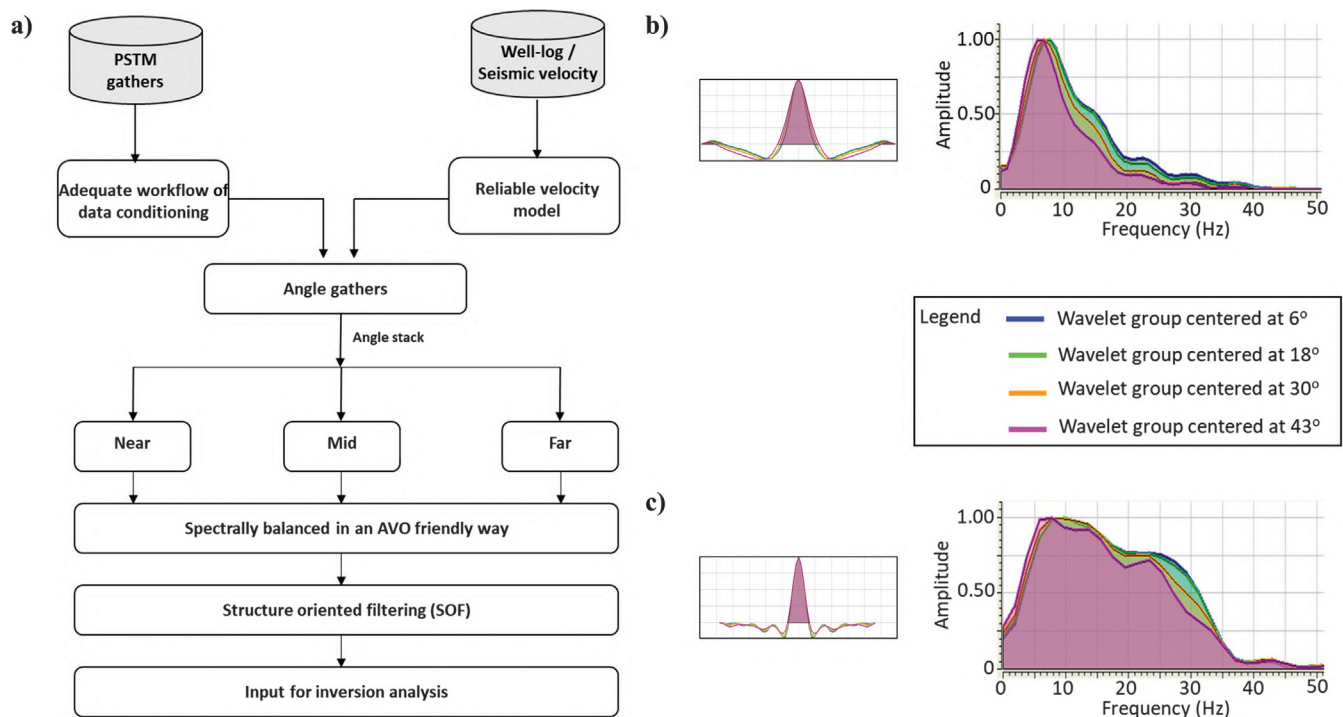 a)
PSTM
gathers
Well-log /
Seismic velocity
Adequate workflow of
data conditioning
Reliable velocity
model
Angle gathers
Angle stack
Near
Mid
Far
Spectrally balanced in an AVO friendly way
Structure oriented filtering (SOF)
Input for inversion analysis
b)
Amplitude
1.00
0.50
0
0 10 20 30 40 50
Frequency (Hz)
Legend
Wavelet group centered at 6°
Wavelet group centered at 18°
Wavelet group centered at 30°
Wavelet group centered at 43°
c)
Amplitude
1.00
0.50
0
0 10 20 30 40 50
Frequency (Hz)